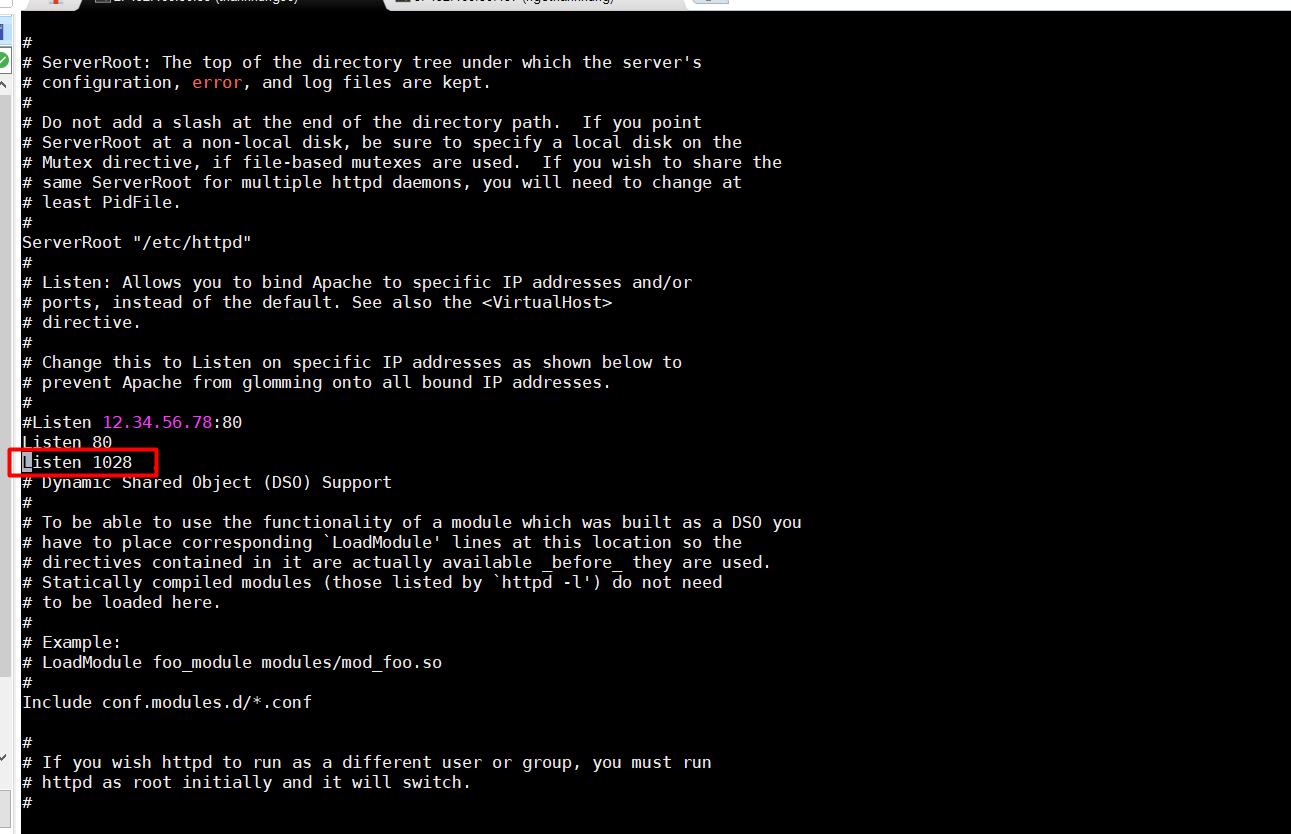 #
# ServerRoot: The top of the directory tree under which the server's
# configuration, error, and log files are kept.
#
# Do not add a slash at the end of the directory path.  If you point
# ServerRoot at a non-local disk, be sure to specify a local disk on the
# Mutex directive, if file-based mutexes are used.  If you wish to share the
# same ServerRoot for multiple httpd daemons, you will need to change at
# least PidFile.
#
ServerRoot "/etc/httpd"
#
# Listen: Allows you to bind Apache to specific IP addresses and/or
# ports, instead of the default. See also the <VirtualHost>
# directive.
#
# Change this to Listen on specific IP addresses as shown below to
# prevent Apache from glomming onto all bound IP addresses.
#
#Listen 12.34.56.78:80
Listen 80
Listen 1028
# Dynamic Shared Object (DSO) Support
#
# To be able to use the functionality of a module which was built as a DSO you
# have to place corresponding `LoadModule' lines at this location so the
# directives contained in it are actually available _before_ they are used.
# Statically compiled modules (those listed by `httpd -l') do not need
# to be loaded here.
#
# Example:
# LoadModule foo_module modules/mod_foo.so
#
Include conf.modules.d/*.conf
#
# If you wish httpd to run as a different user or group, you must run
# httpd as root initially and it will switch.
#